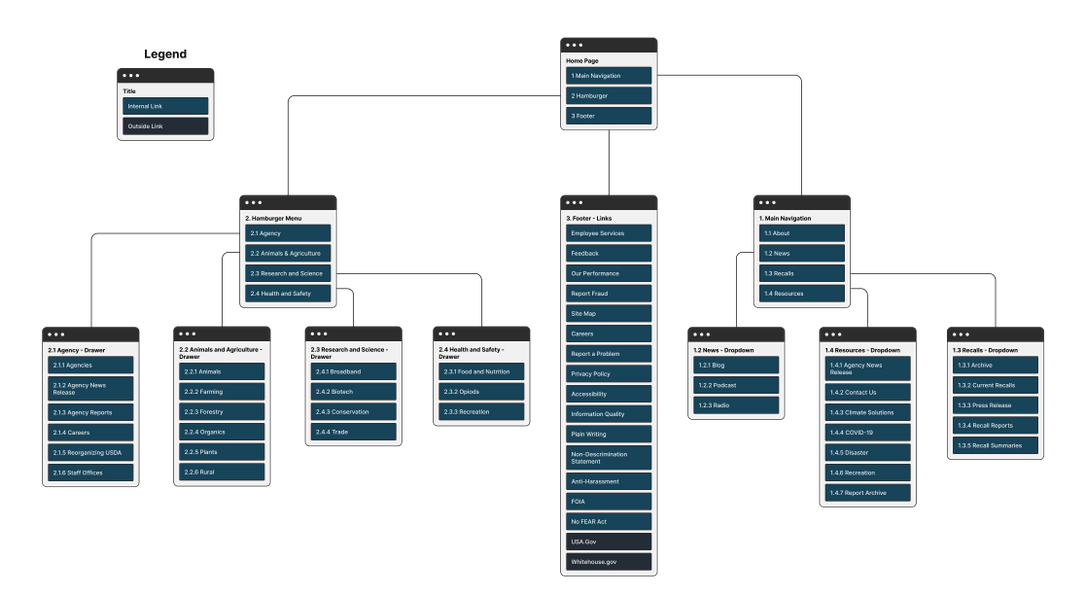 Legend
Title
Internal Link
Outside Link
Home Page
1 Main Navigation
2 Hamburger
3 Footer
2. Hamburger Menu
2.1 Agency
2.2 Animals & Agriculture
2.3 Research and Science
2.4 Health and Safety
3. Footer - Links
Employee Services
Feedback
Our Performance
Report Fraud
Site Map
Careers
Report a Problem
Privacy Policy
Accessibility
Information Quality
Plain Writing
Non-Descrimination
Statement
Anti-Harassment
FOIA
No FEAR Act
USA.Gov
Whitehouse.gov
1. Main Navigation
1.1 About
1.2 News
1.3 Recalls
1.4 Resources
2.1 Agency - Drawer
2.1.1 Agencies
2.1.2 Agency News
Release
2.1.3 Agency Reports
2.1.4 Careers
2.1.5 Reorganizing USDA
2.1.6 Staff Offices
2.2 Animals and Agriculture -
Drawer
2.2.1 Animals
2.2.2 Farming
2.2.3 Forestry
2.2.4 Organics
2.2.5 Plants
2.2.6 Rural
2.3 Research and Science -
Drawer
2.4.1 Broadband
2.4.2 Biotech
2.4.3 Conservation
2.4.4 Trade
2.4 Health and Safety -
Drawer
2.3.1 Food and Nutrition
2.3.2 Opiods
2.3.3 Recreation
1.2 News - Dropdown
1.2.1 Blog
1.2.2 Podcast
1.2.3 Radio
1.4 Resources - Dropdown
1.4.1 Agency News
Release
1.4.2 Contact Us
1.4.3 Climate Solutions
1.4.4 COVID-19
1.4.5 Disaster
1.4.6 Recreation
1.4.7 Report Archive
1.3 Recalls - Dropdown
1.3.1 Archive
1.3.2 Current Recalls
1.3.3 Press Release
1.3.4 Recall Reports
1.3.5 Recall Summaries